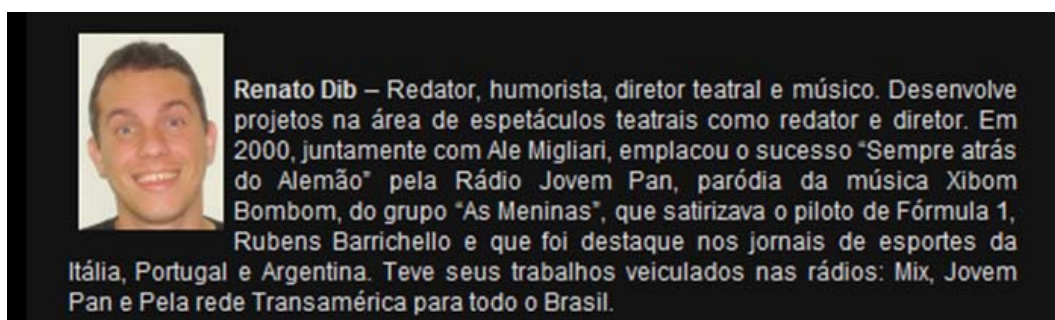 Renato Dib – Redator, humorista, diretor teatral e músico. Desenvolve
projetos na área de espetáculos teatrais como redator e diretor. Em
2000, juntamente com Ale Migliari, emplacou o sucesso “Sempre atrás
do Alemão” pela Rádio Jovem Pan, paródia da música Xibom
Bombom, do grupo “As Meninas”, que satirizava o piloto de Fórmula 1,
Rubens Barrichello e que foi destaque nos jornais de esportes da
Itália, Portugal e Argentina. Teve seus trabalhos veiculados nas rádios: Mix, Jovem
Pan e Pela rede Transamérica para todo o Brasil.